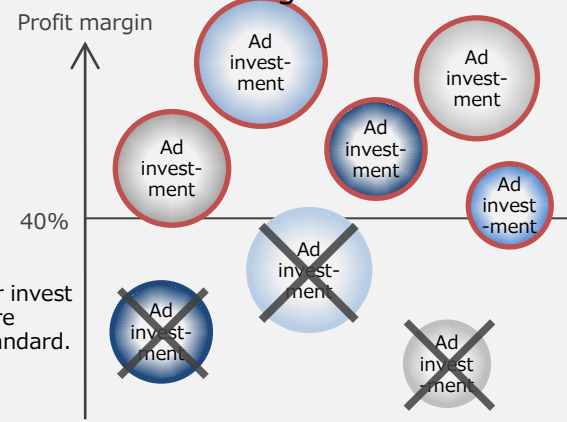 Profit margin
Ad
invest-
ment
Ad
invest-
ment
Ad
invest-
ment
Ad
invest-
ment
Ad
invest
-ment
40%
Ad
invest-
ment
r invest
re
andard.
Ad
invest-
ment
Ad
invest
-ment